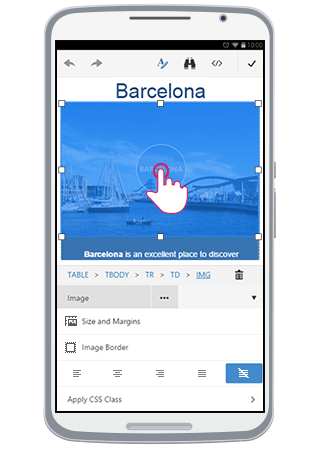 10:00
Barcelona
BARCELONA
Barcelona is an excellent place to discover
TABLE > TBODY > TR > TD > IMG
Image ... ▼
Size and Margins
Image Border
Apply CSS Class >